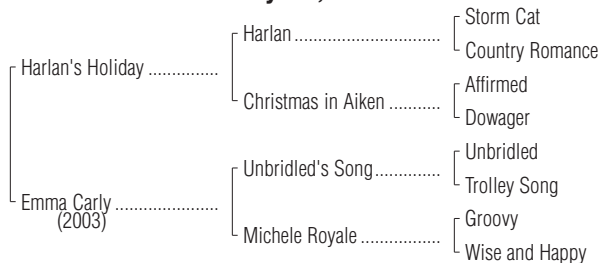 Storm Cat
Harlan
Country Romance
Harlan's Holiday
Affirmed
Christmas in Aiken
Dowager
Unbridled
Unbridled's Song
Trolley Song
Emma Carly
(2003)
Groovy
Michele Royale
Wise and Happy